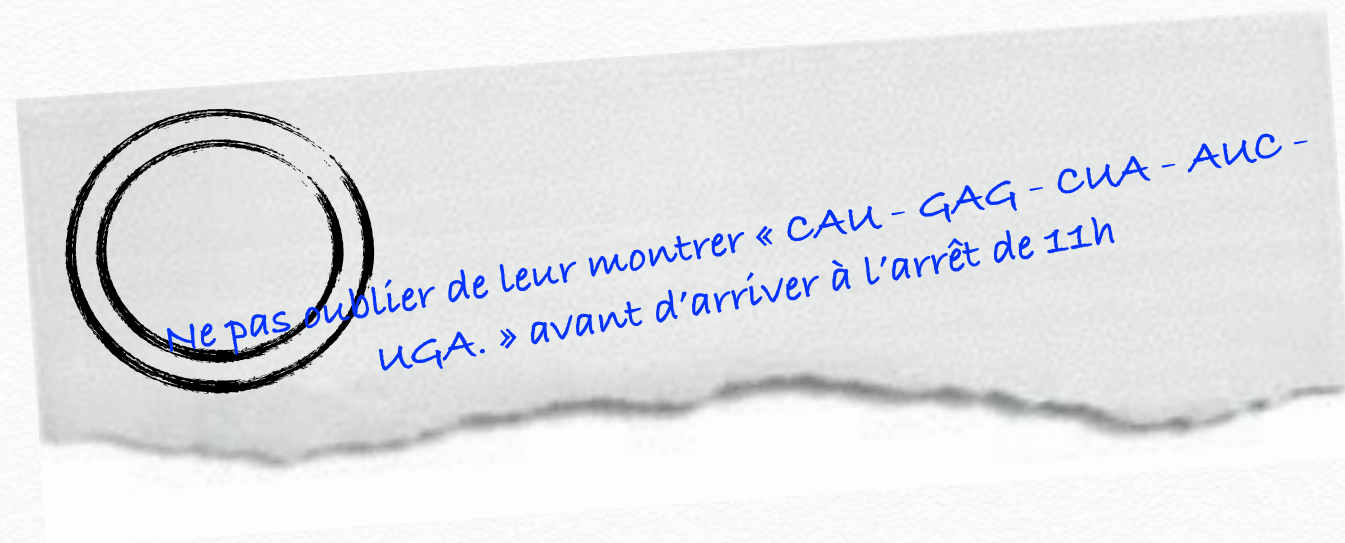 Ne pas oublier de leur montrer « CAU - GAG - CUA - AUC -
UGA. » avant d’arriver à l’arrêt de 11h